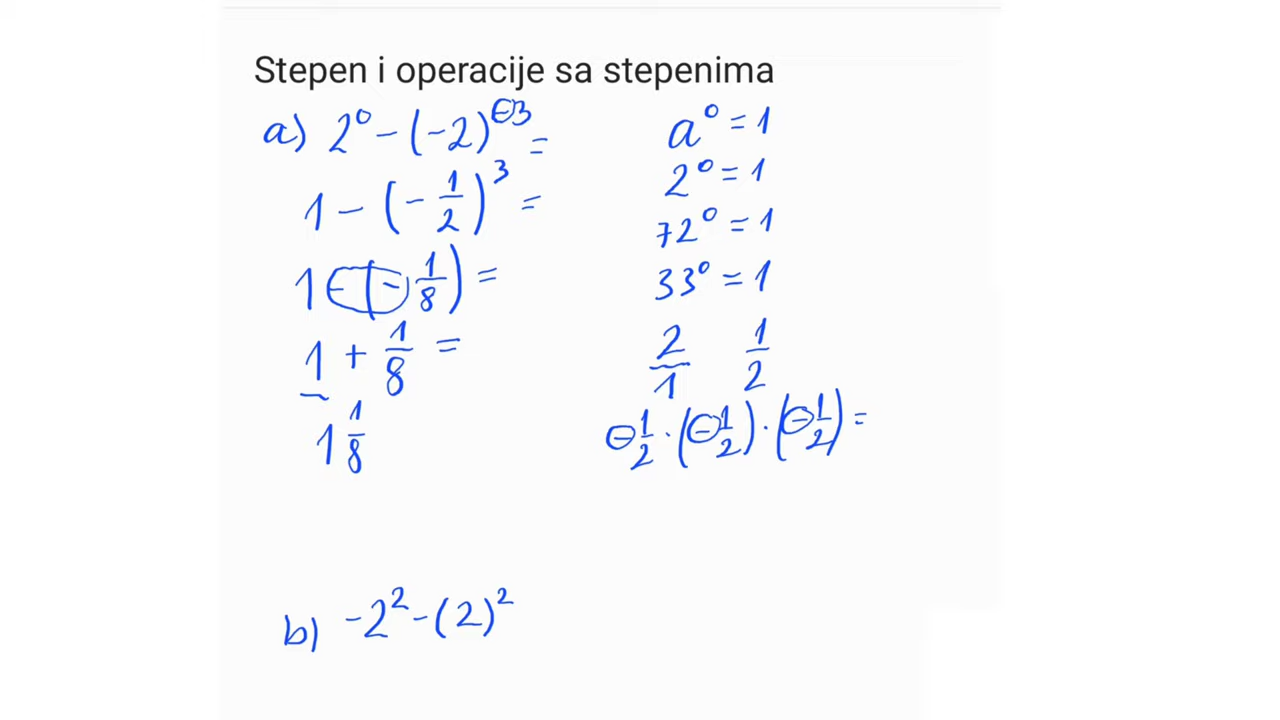 Stepen i operacije sa stepenima
a) 2⁰ - (-2)⁻³ =
1 - (-1/2)³ =
1 - (-1/8) =
1 + 1/8 =
1 1/8
a⁰ = 1
2⁰ = 1
72⁰ = 1
33⁰ = 1
2/1 1/2
-1/2 · (-1/2) · (-1/2) =
b) -2² - (2)²